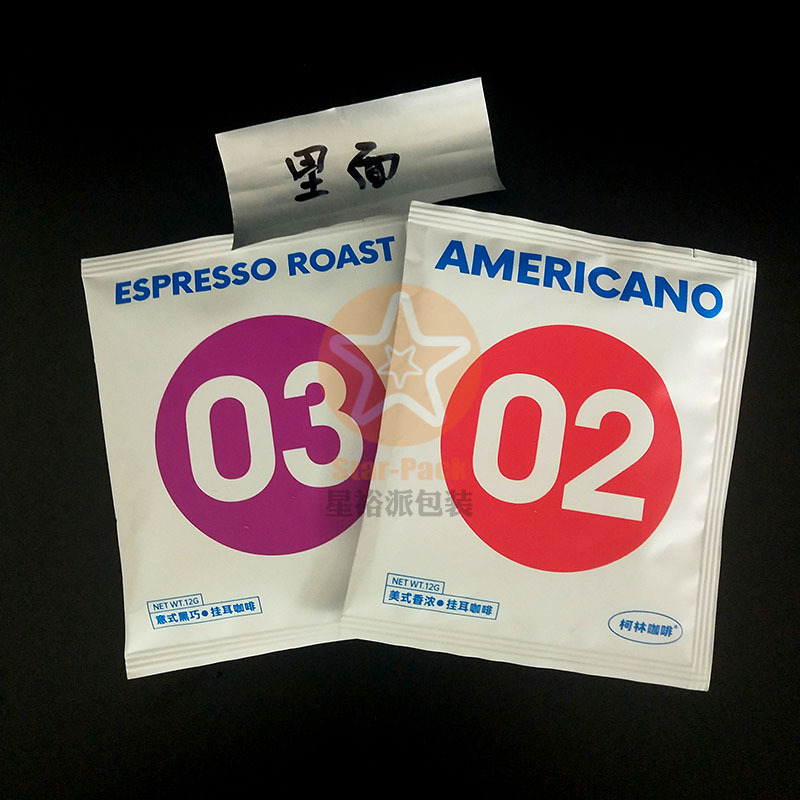 里面
ESPRESSO ROAST
03
NET WT.12G
意式黑巧●挂耳咖啡
AMERICANO
02
NET WT.12G
美式香浓●挂耳咖啡
柯林咖啡®
Star-Pack
星裕派包装